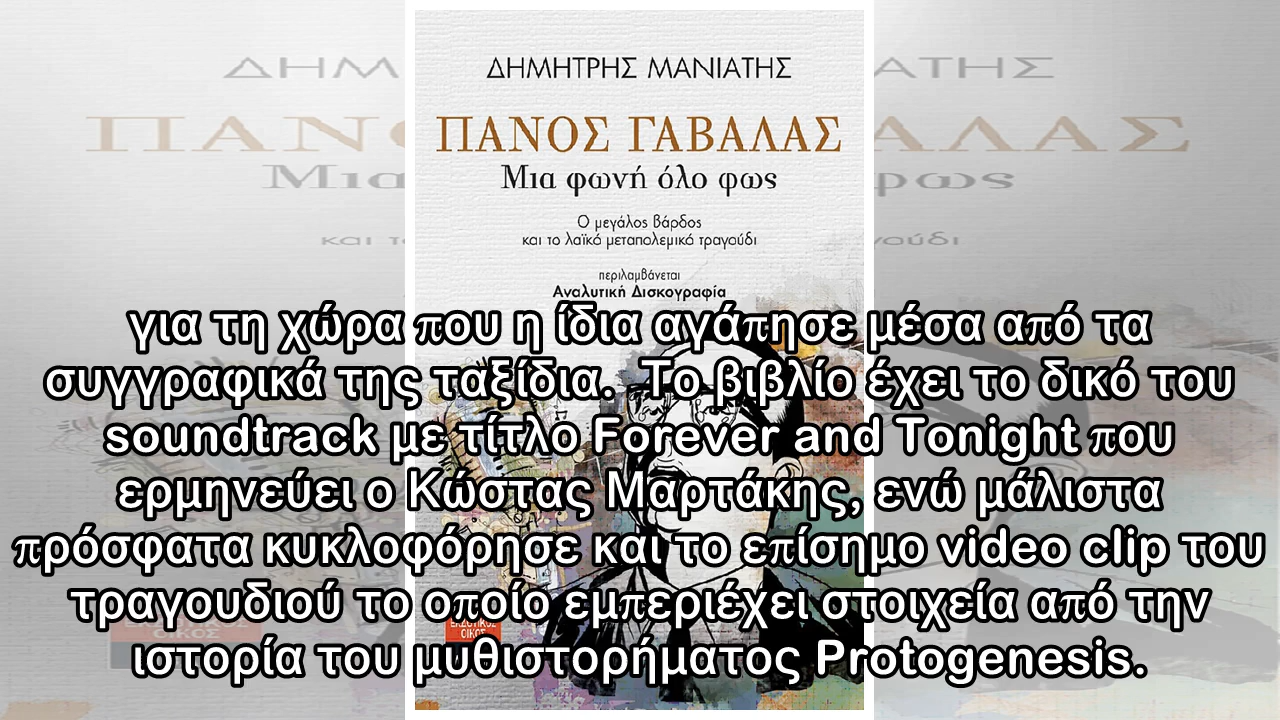 ΔΗΜΗΤΡΗΣ ΜΑΝΙΑΤΗΣ
ΠΑΝΟΣ ΓΑΒΑΛΑΣ
Μια φωνή όλο φως
Ο μεγάλος βάρδος
και το λαϊκό μεταπολεμικό τραγούδι
περιλαμβάνεται
Αναλυτική Δισκογραφία
για τη χώρα που η ίδια αγάπησε μέσα από τα
συγγραφικά της ταξίδια. Το βιβλίο έχει το δικό του
soundtrack με τίτλο Forever and Tonight που
ερμηνεύει ο Κώστας Μαρτάκης, ενώ μάλιστα
πρόσφατα κυκλοφόρησε και το επίσημο video clip του
τραγουδιού το οποίο εμπεριέχει στοιχεία από την
ιστορία του μυθιστορήματος Protogenesis.
ΕΚΔΟΤΙΚΟΣ
ΟΙΚΟΣ